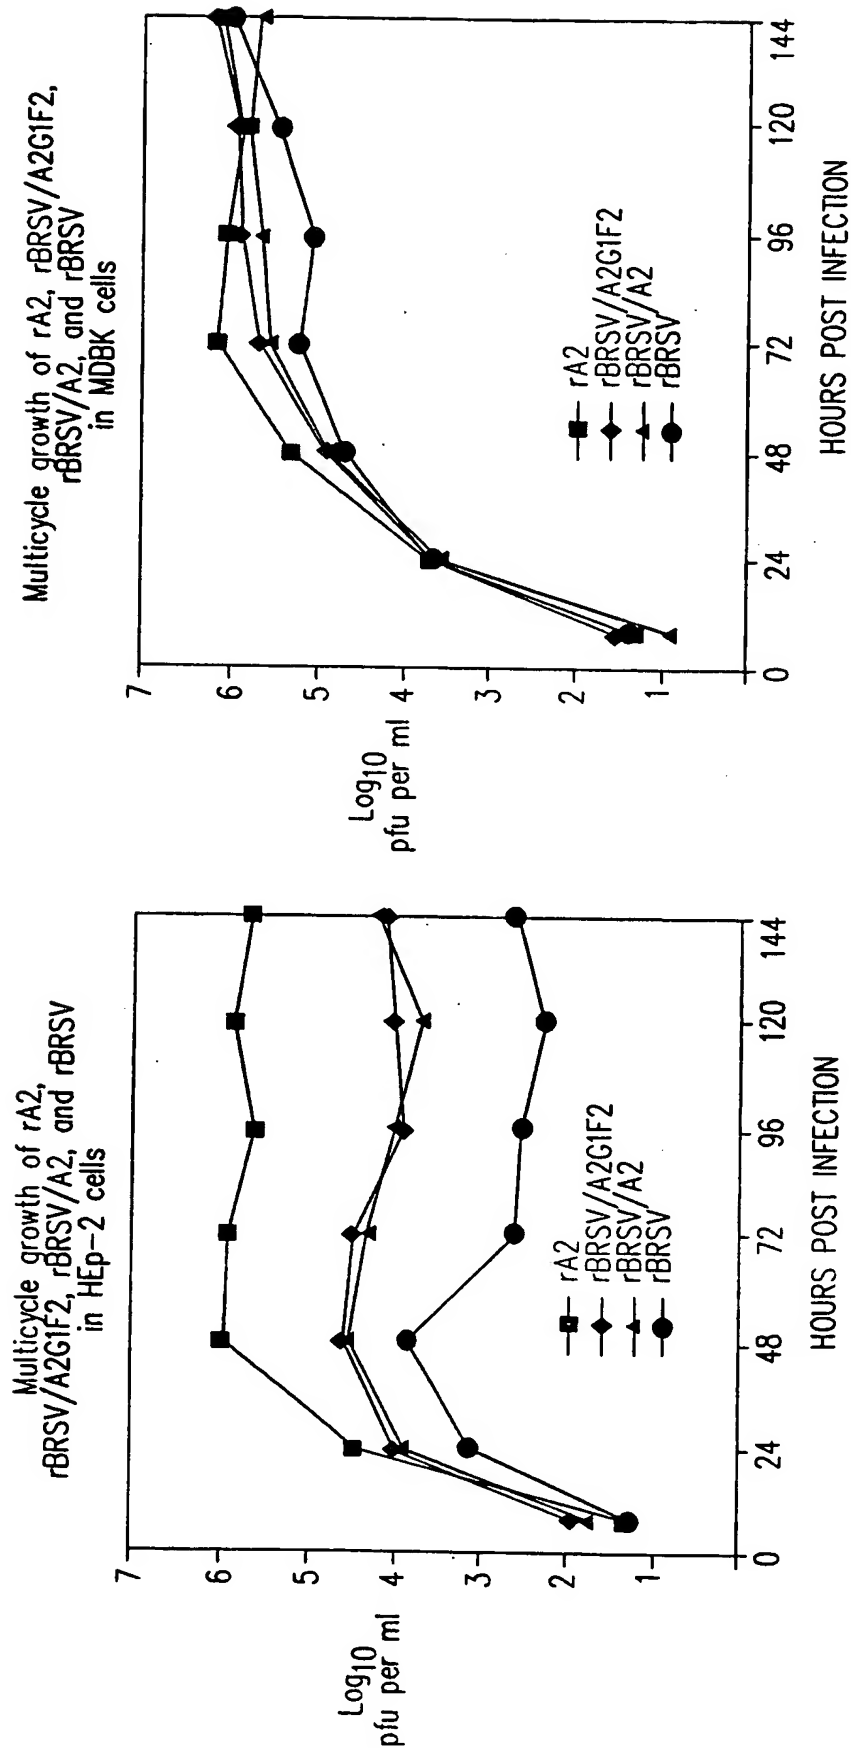 Multicycle growth of rA2,
rBRSV/A2G1F2, rBRSV/A2, and rBRSV
in HEp-2 cells
Log10
pfu per ml
7
6
5
4
3
2
1
0
24
48
72
96
120
144
HOURS POST INFECTION
rA2
rBRSV/A2G1F2
rBRSV/A2
rBRSV
Multicycle growth of rA2, rBRSV/A2G1F2,
rBRSV/A2, and rBRSV
in MDBK cells
Log10
pfu per ml
7
6
5
4
3
2
1
0
24
48
72
96
120
144
HOURS POST INFECTION
rA2
rBRSV/A2G1F2
rBRSV/A2
rBRSV